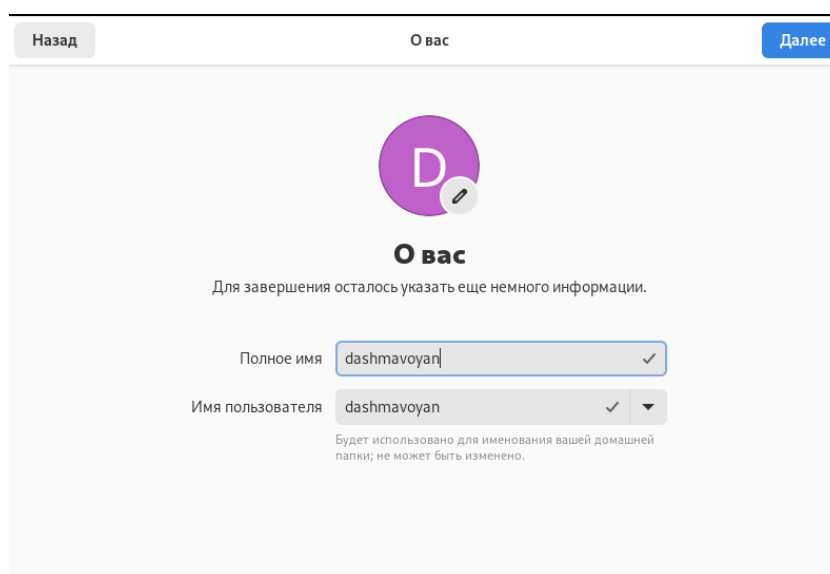 Назад
О вас
Далее
D
О вас
Для завершения осталось указать еще немного информации.
Полное имя dashmavoyan
Имя пользователя dashmavoyan
Будет использовано для именования вашей домашней
папки; не может быть изменено.